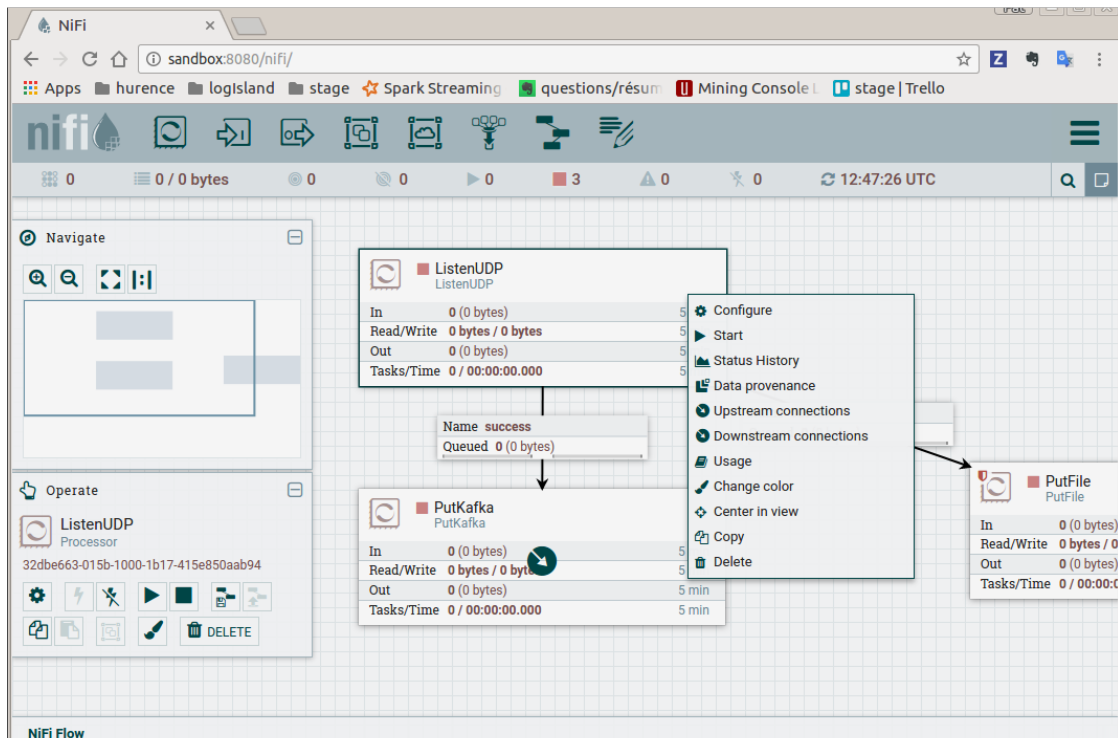 NiFi
sandbox:8080/nifi/
Apps hurence logIsland stage Spark Streaming questions/résum Mining Console L stage | Trello
nifi
0 0 / 0 bytes 0 0 0 3 0 0 12:47:26 UTC
Navigate
Operate
ListenUDP
Processor
32dbe663-015b-1000-1b17-415e850aab94
DELETE
ListenUDP
ListenUDP
In 0 (0 bytes) 5
Read/Write 0 bytes / 0 bytes 5
Out 0 (0 bytes) 5
Tasks/Time 0 / 00:00:00.000 5
Name success
Queued 0 (0 bytes)
PutKafka
PutKafka
In 0 (0 bytes) 5
Read/Write 0 bytes / 0 byte 5
Out 0 (0 bytes) 5 min
Tasks/Time 0 / 00:00:00.000 5 min
Configure
Start
Status History
Data provenance
Upstream connections
Downstream connections
Usage
Change color
Center in view
Copy
Delete
PutFile
PutFile
In 0 (0 bytes)
Read/Write 0 bytes / 0
Out 0 (0 bytes)
Tasks/Time 0 / 00:00:0
NiFi Flow